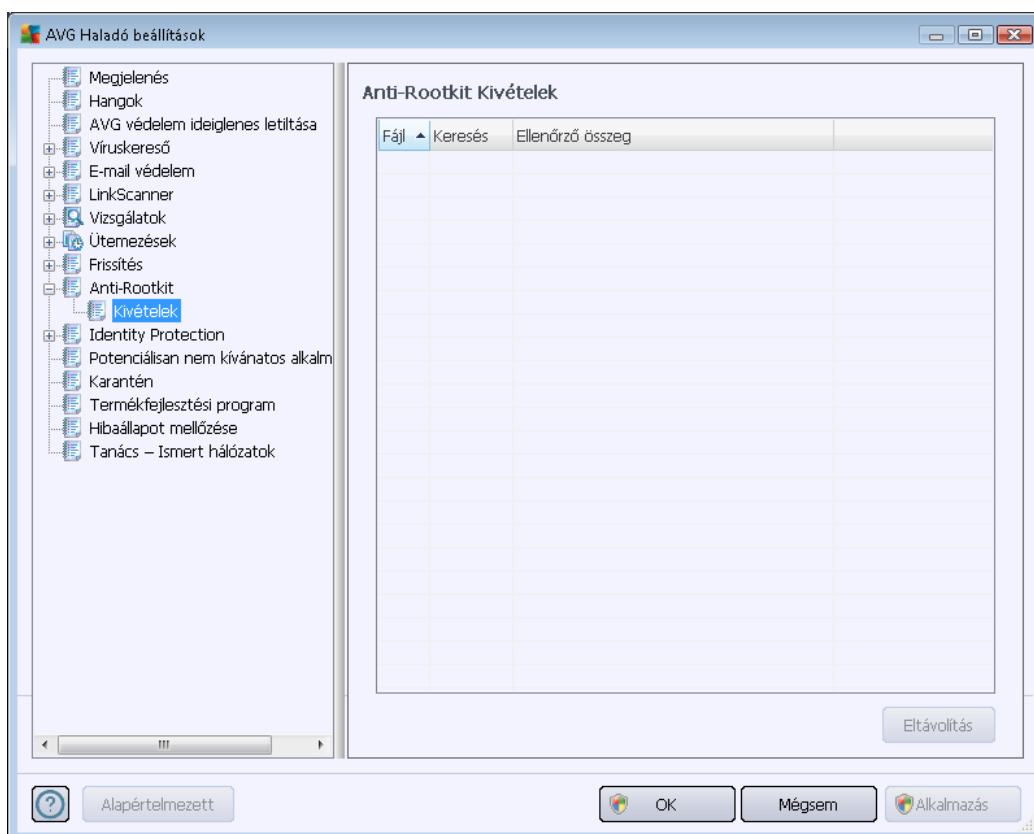 AVG Haladó beállítások
Megjelenés
Hangok
AVG védelem ideiglenes letiltása
Víruskereső
E-mail védelem
LinkScanner
Vizsgálatok
Ütemezések
Frissítés
Anti-Rootkit
Kivételek
Identity Protection
Potenciálisan nem kívánatos alkalm
Karantén
Termékfejlesztési program
Hibaállapot mellőzése
Tanács – Ismert hálózatok
Anti-Rootkit Kivételek
Fájl Keresés Ellenőrző összeg
Eltávolítás
Alapértelmezett OK Mégsem Alkalmazás